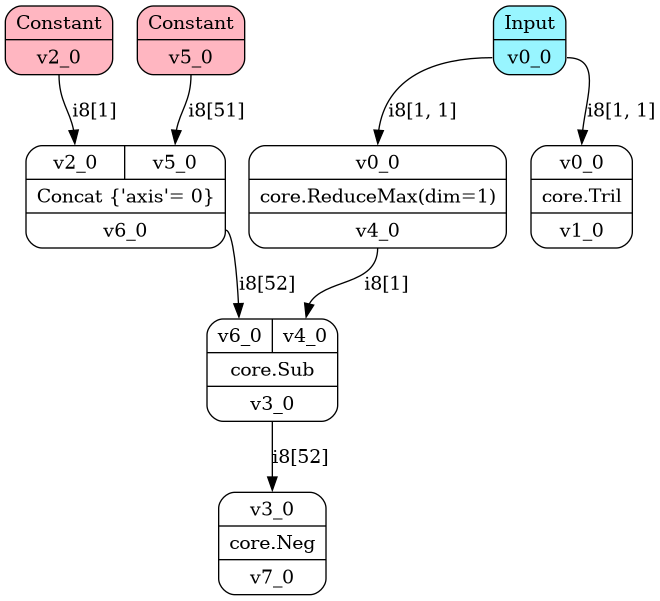 Constant
v2_0
Constant
v5_0
Input
v0_0
i8[1]
i8[51]
i8[1, 1]
i8[1, 1]
v2_0
v5_0
Concat {'axis'= 0}
v6_0
v0_0
core.ReduceMax(dim=1)
v4_0
v0_0
core.Tril
v1_0
i8[52]
i8[1]
v6_0
v4_0
core.Sub
v3_0
i8[52]
v3_0
core.Neg
v7_0